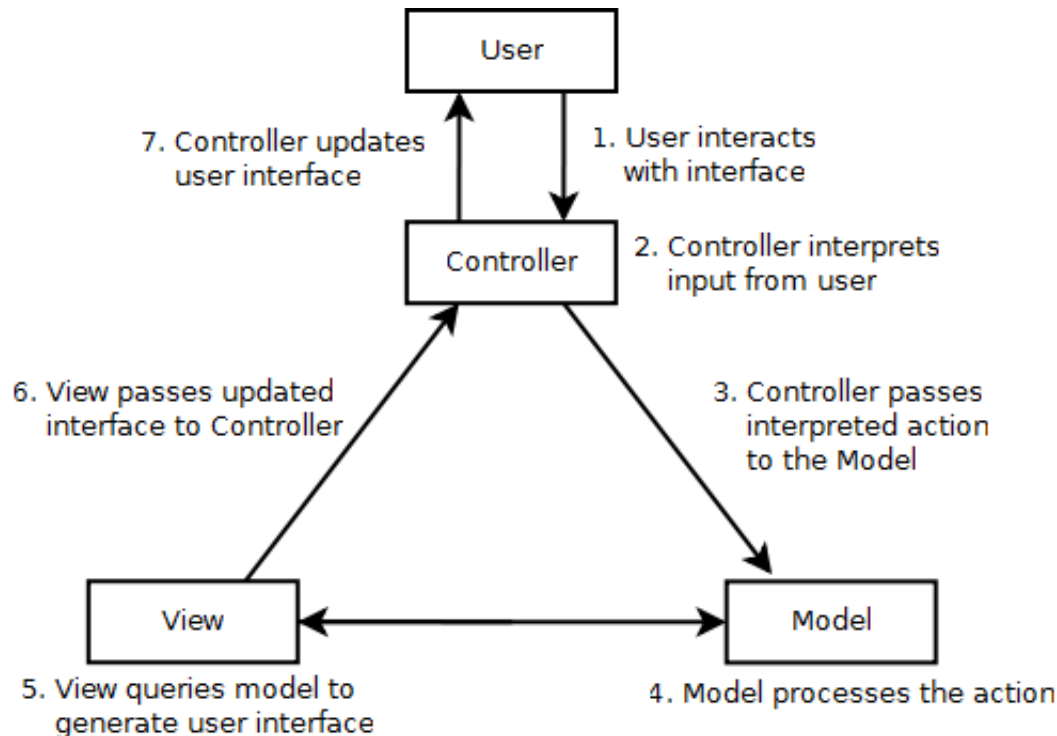 User
7. Controller updates
user interface
1. User interacts
with interface
Controller
2. Controller interprets
input from user
6. View passes updated
interface to Controller
3. Controller passes
interpreted action
to the Model
View
Model
5. View queries model to
generate user interface
4. Model processes the action